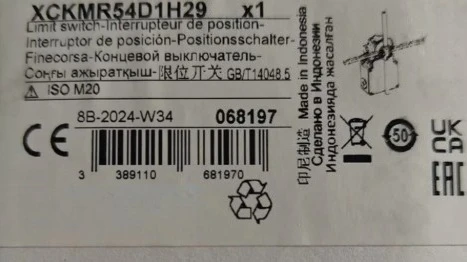 XCKMR54D1H29 x1
Limit switch-Interrupteur de position-
Interruptor de posición-Positionsschalter-
Finecorsa-Концевой выключатель-
Соңғы ажыратқыш-限位开关 GB/T14048.5
ISO M20
8B-2024-W34 068197
CE
3 389110 681970
印尼制造 Made in Indonesia
Сделано в Индонезии
Индонезияда жасалған
50
UK
CA
EAC